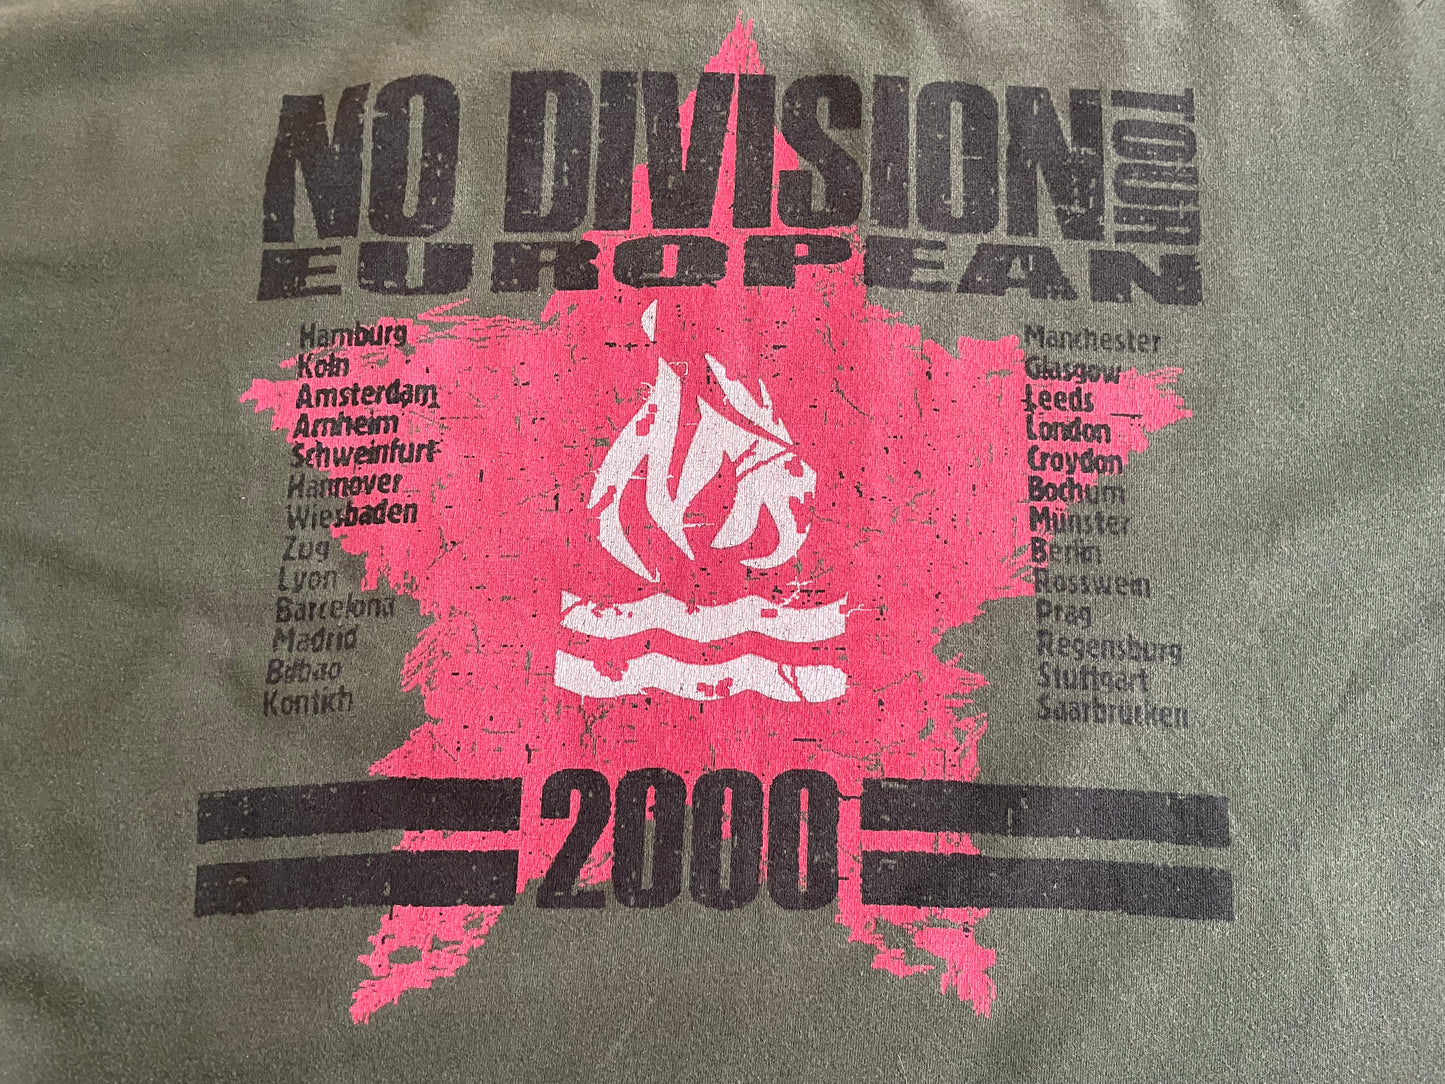 NO DIVISION
TOUR
EUROPEAN
Hamburg
Koln
Amsterdam
Arnheim
Schweinfurt
Hannover
Wiesbaden
Zug
Lyon
Barcelona
Madrid
Bilbao
Kontich
Manchester
Glasgow
Leeds
London
Croydon
Bochum
Münster
Berlin
Rosswein
Prag
Regensburg
Stuttgart
Saarbrücken
2000